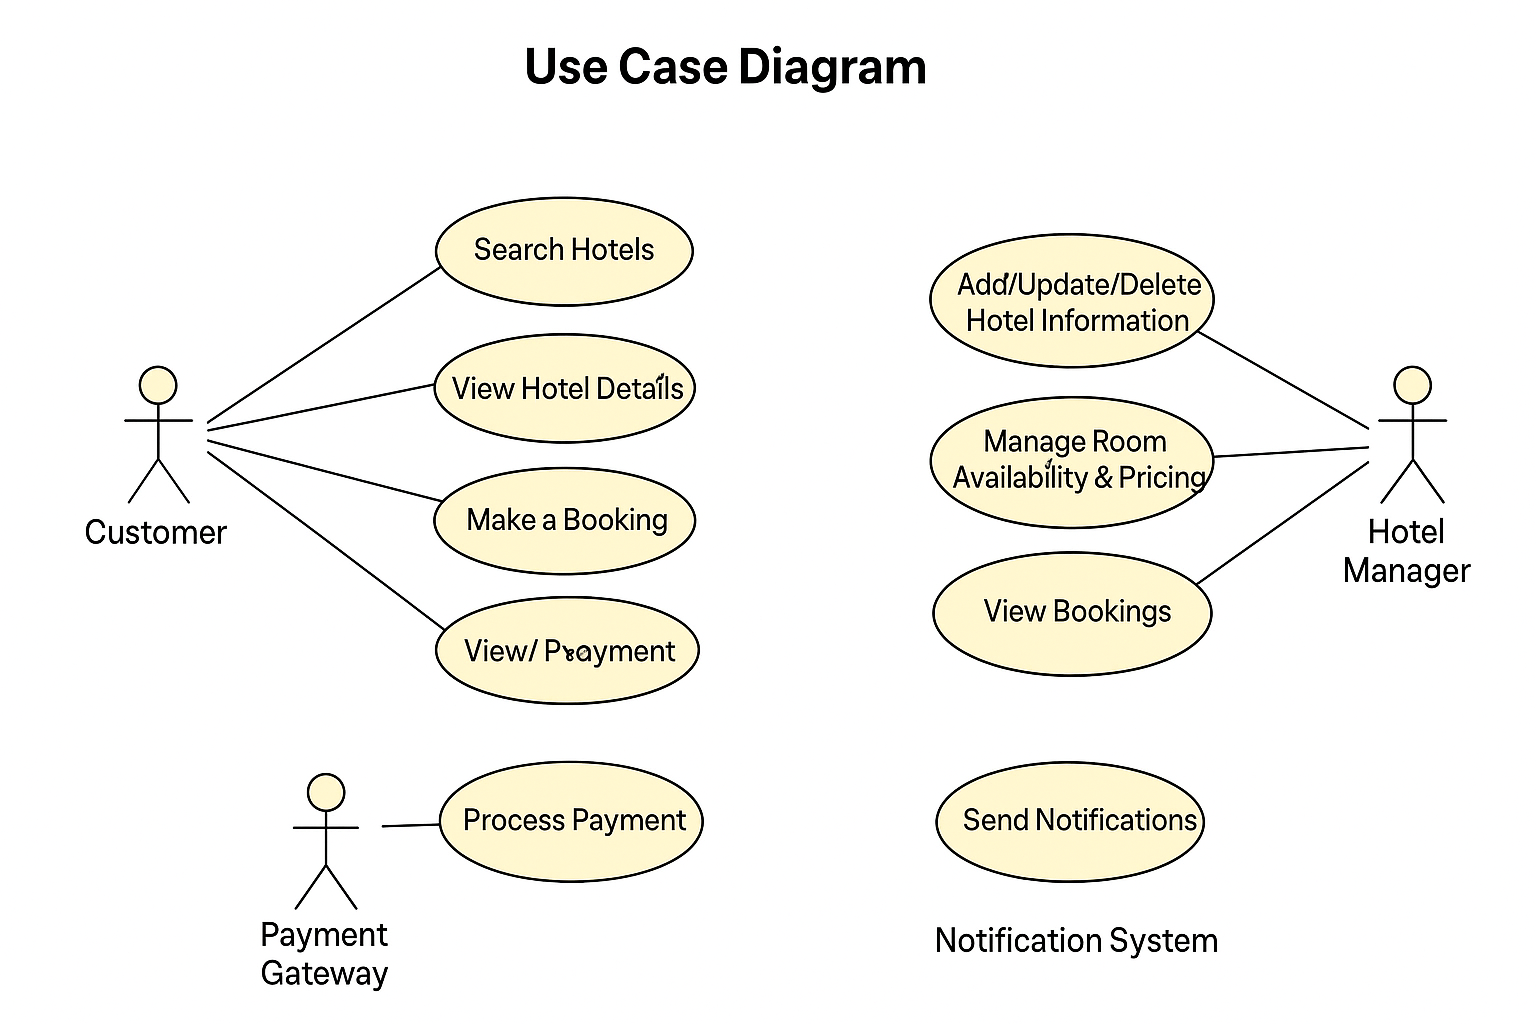 Use Case Diagram
Search Hotels
View Hotel Details
Make a Booking
View/ Payment
Customer
Add/Update/Delete
Hotel Information
Manage Room
Availability & Pricing
View Bookings
Hotel
Manager
Process Payment
Payment
Gateway
Send Notifications
Notification System